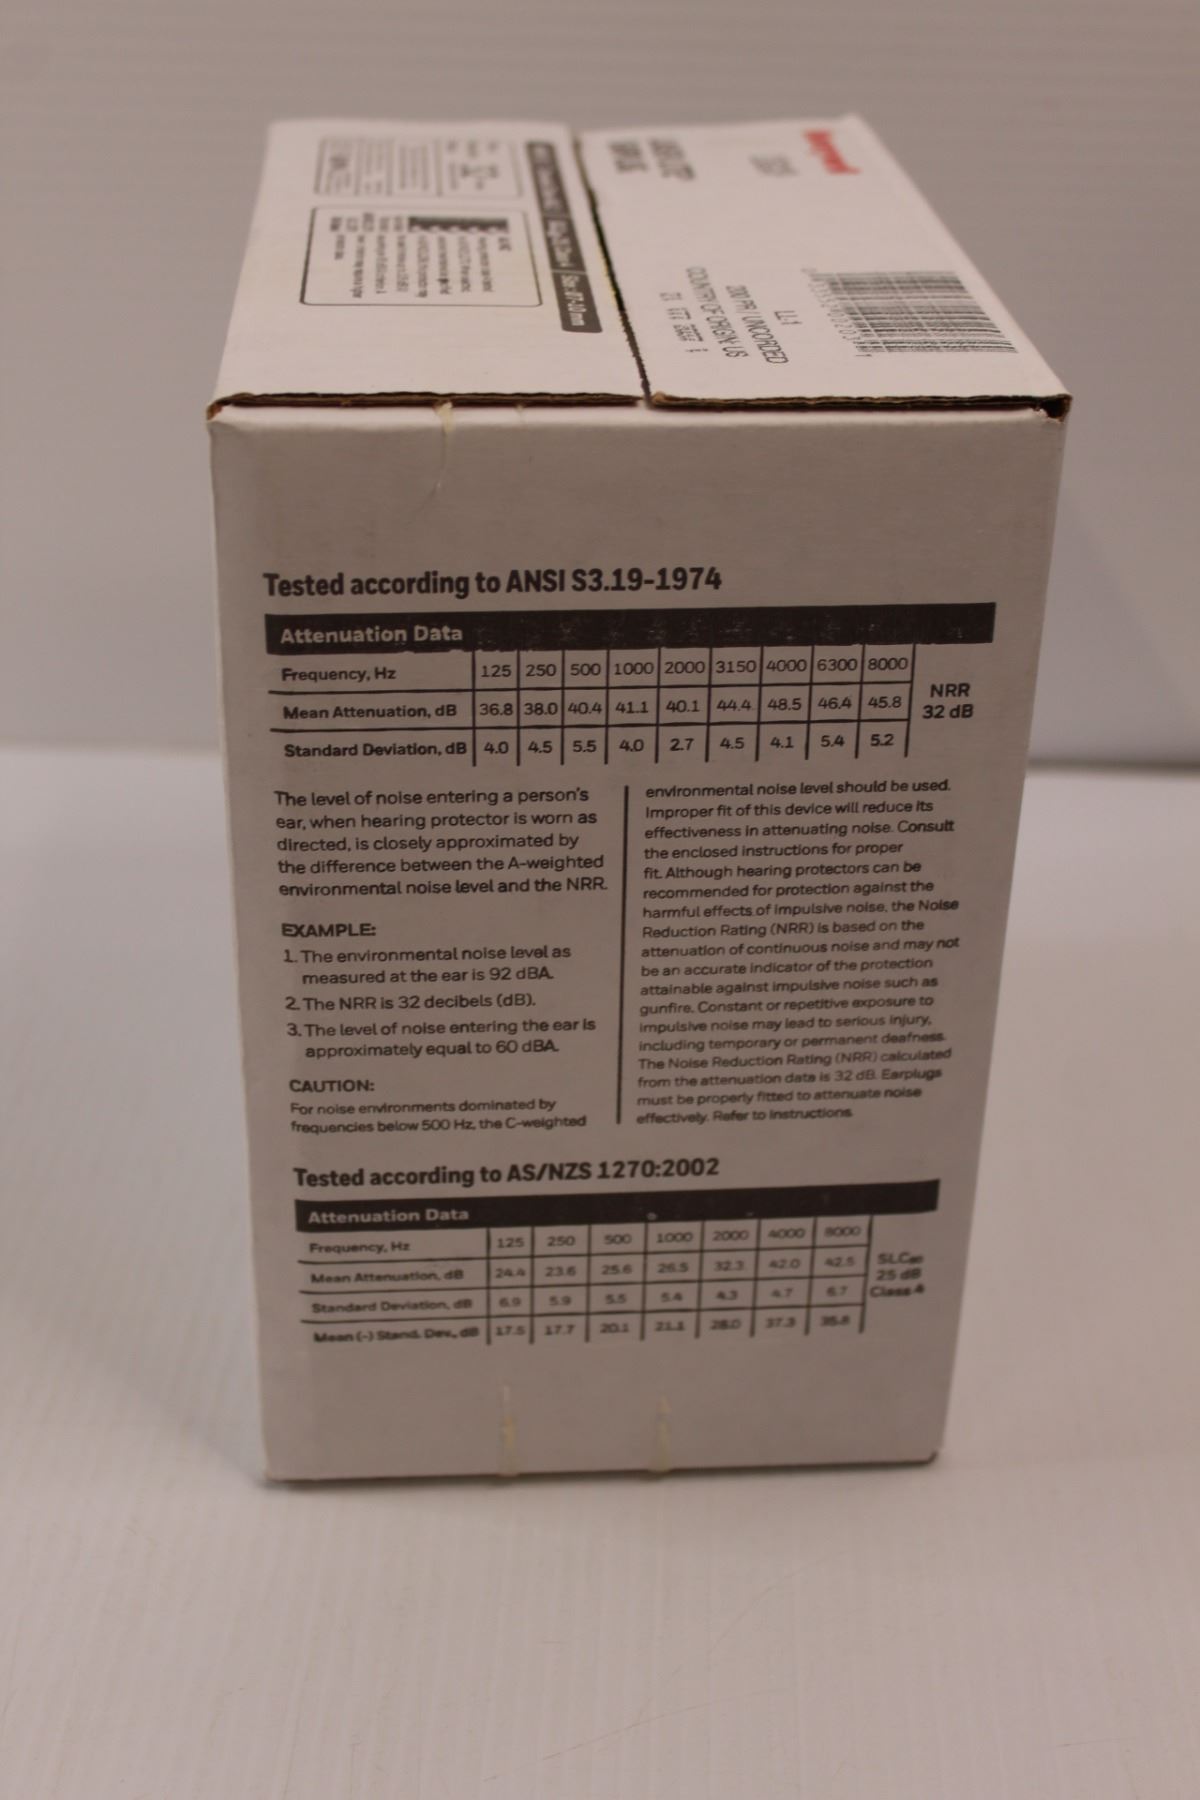 200 PR / UNCORDED
COUNTRY OF ORIGIN: US
LL-1
Tested according to ANSI S3.19-1974
Attenuation Data
Frequency, Hz 125 250 500 1000 2000 3150 4000 6300 8000
Mean Attenuation, dB 36.8 38.0 40.4 41.1 40.1 44.4 48.5 46.4 45.8
Standard Deviation, dB 4.0 4.5 5.5 4.0 2.7 4.5 4.1 5.4 5.2
NRR
32 dB
The level of noise entering a person's
ear, when hearing protector is worn as
directed, is closely approximated by
the difference between the A-weighted
environmental noise level and the NRR.
EXAMPLE:
1. The environmental noise level as
measured at the ear is 92 dBA.
2. The NRR is 32 decibels (dB).
3. The level of noise entering the ear is
approximately equal to 60 dBA.
CAUTION:
For noise environments dominated by
frequencies below 500 Hz, the C-weighted
environmental noise level should be used.
Improper fit of this device will reduce its
effectiveness in attenuating noise. Consult
the enclosed instructions for proper
fit. Although hearing protectors can be
recommended for protection against the
harmful effects of impulsive noise, the Noise
Reduction Rating (NRR) is based on the
attenuation of continuous noise and may not
be an accurate indicator of the protection
attainable against impulsive noise such as
gunfire. Constant or repetitive exposure to
impulsive noise may lead to serious injury,
including temporary or permanent deafness.
The Noise Reduction Rating (NRR) calculated
from the attenuation data is 32 dB. Earplugs
must be properly fitted to attenuate noise
effectively. Refer to instructions.
Tested according to AS/NZS 1270:2002
Attenuation Data
Frequency, Hz 125 250 500 1000 2000 4000 8000
Mean Attenuation, dB 24.4 23.6 25.6 26.5 32.3 42.0 42.5
Standard Deviation, dB 6.9 5.9 5.5 5.4 4.3 4.7 6.7
Mean (-) Stand. Dev., dB 17.5 17.7 20.1 21.1 28.0 37.3 35.8
SLC80
25 dB
Class 4